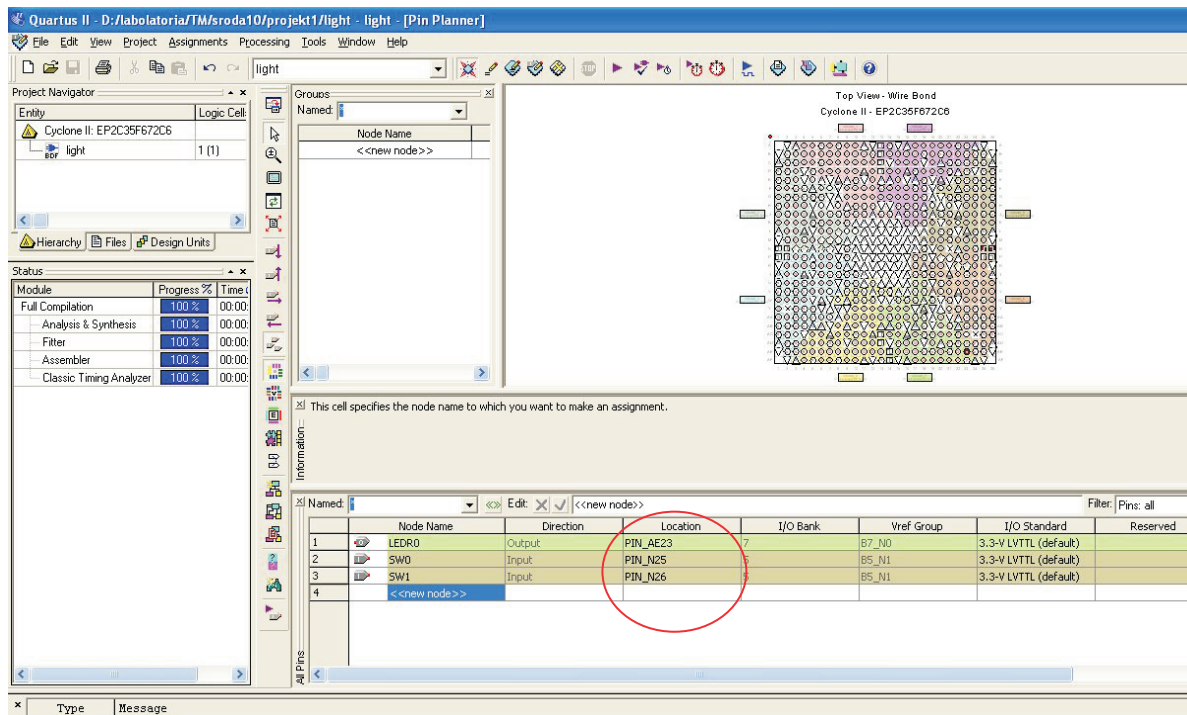 Quartus II - D:/labolatoria/TM/sroda10/projekt1/light - light - [Pin Planner]
File Edit View Project Assignments Processing Tools Window Help
light
Project Navigator
Entity Logic Cell
Cyclone II: EP2C35F672C6
light 1 (1)
Hierarchy Files Design Units
Groups
Named: *
Node Name
<<new node>>
Top View - Wire Bond
Cyclone II - EP2C35F672C6
Status
Module Progress % Time (
Full Compilation 100 % 00:00:
Analysis & Synthesis 100 % 00:00:
Fitter 100 % 00:00:
Assembler 100 % 00:00:
Classic Timing Analyzer 100 % 00:00:
This cell specifies the node name to which you want to make an assignment.
Information
Named: * Edit: <<new node>> Filter: Pins: all
Node Name Direction Location I/O Bank Vref Group I/O Standard Reserved
1 LEDR0 Output PIN_AE23 7 B7_N0 3.3-V LVTTL (default)
2 SW0 Input PIN_N25 5 B5_N1 3.3-V LVTTL (default)
3 SW1 Input PIN_N26 5 B5_N1 3.3-V LVTTL (default)
4 <<new node>>
All Pins
Type Message